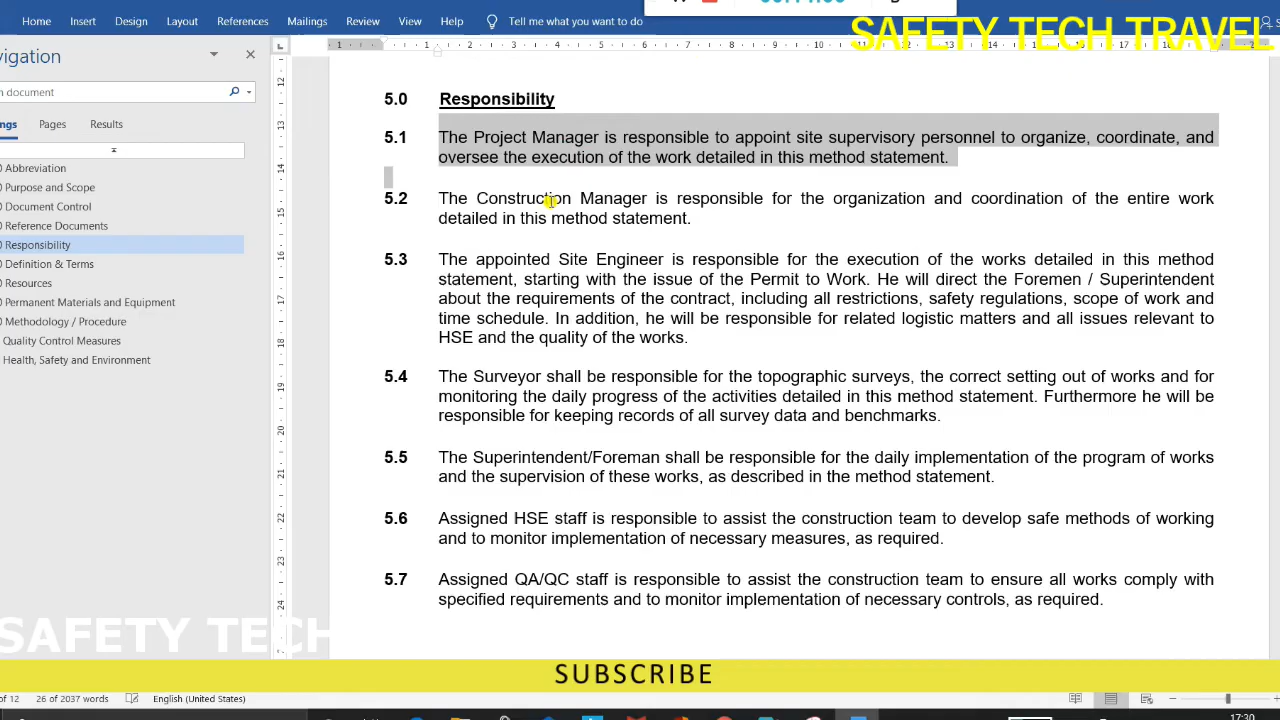 Home Insert Design Layout References Mailings Review View Help Tell me what you want to do
SAFETY TECH TRAVEL
vigation
ch document
ngs Pages Results
Abbreviation
Purpose and Scope
Document Control
Reference Documents
Responsibility
Definition & Terms
Resources
Permanent Materials and Equipment
Methodology / Procedure
Quality Control Measures
Health, Safety and Environment
5.0 Responsibility
5.1 The Project Manager is responsible to appoint site supervisory personnel to organize, coordinate, and
oversee the execution of the work detailed in this method statement.
5.2 The Construction Manager is responsible for the organization and coordination of the entire work
detailed in this method statement.
5.3 The appointed Site Engineer is responsible for the execution of the works detailed in this method
statement, starting with the issue of the Permit to Work. He will direct the Foremen / Superintendent
about the requirements of the contract, including all restrictions, safety regulations, scope of work and
time schedule. In addition, he will be responsible for related logistic matters and all issues relevant to
HSE and the quality of the works.
5.4 The Surveyor shall be responsible for the topographic surveys, the correct setting out of works and for
monitoring the daily progress of the activities detailed in this method statement. Furthermore he will be
responsible for keeping records of all survey data and benchmarks.
5.5 The Superintendent/Foreman shall be responsible for the daily implementation of the program of works
and the supervision of these works, as described in the method statement.
5.6 Assigned HSE staff is responsible to assist the construction team to develop safe methods of working
and to monitor implementation of necessary measures, as required.
5.7 Assigned QA/QC staff is responsible to assist the construction team to ensure all works comply with
specified requirements and to monitor implementation of necessary controls, as required.
SAFETY TECH
SUBSCRIBE
of 12 26 of 2037 words English (United States)
17:30